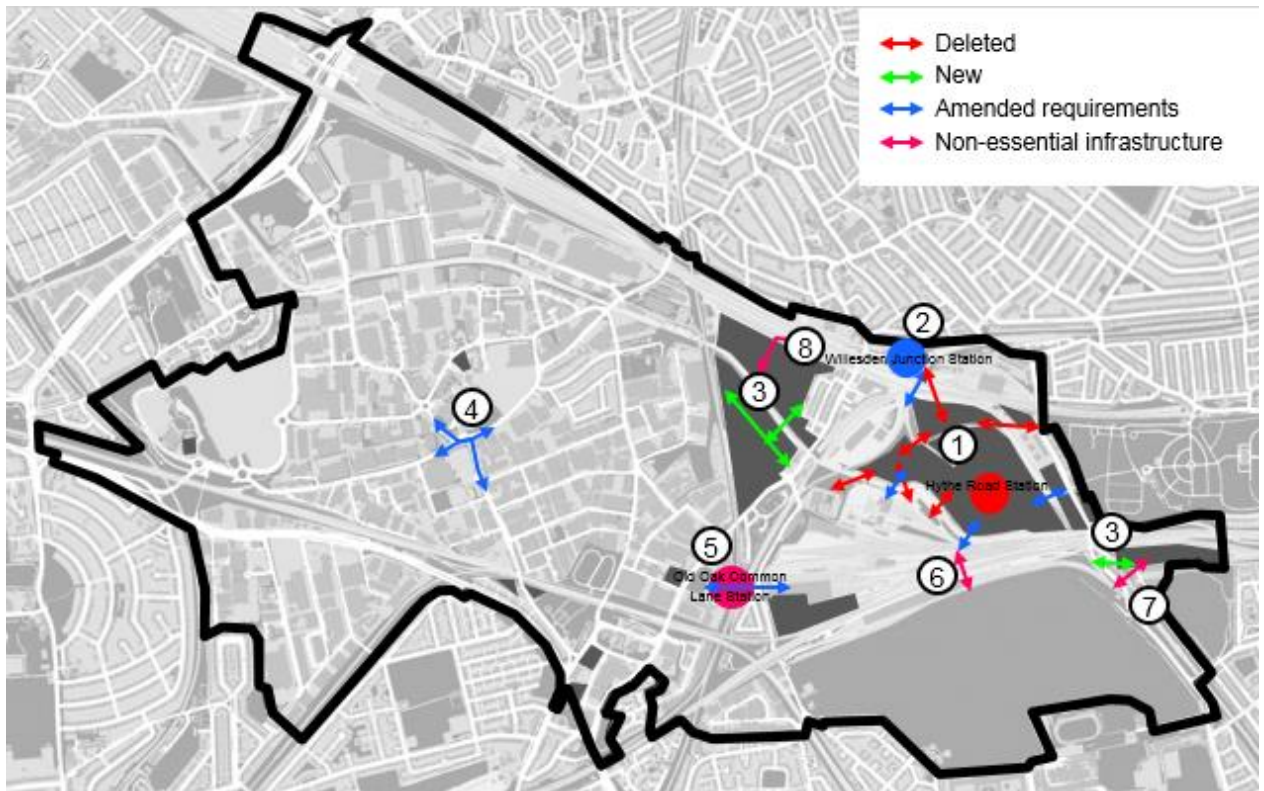 Deleted
New
Amended requirements
Non-essential infrastructure
2
8
Willesden Junction Station
3
4
1
Hythe Road Station
3
5
Old Oak Common
Lane Station
6
7